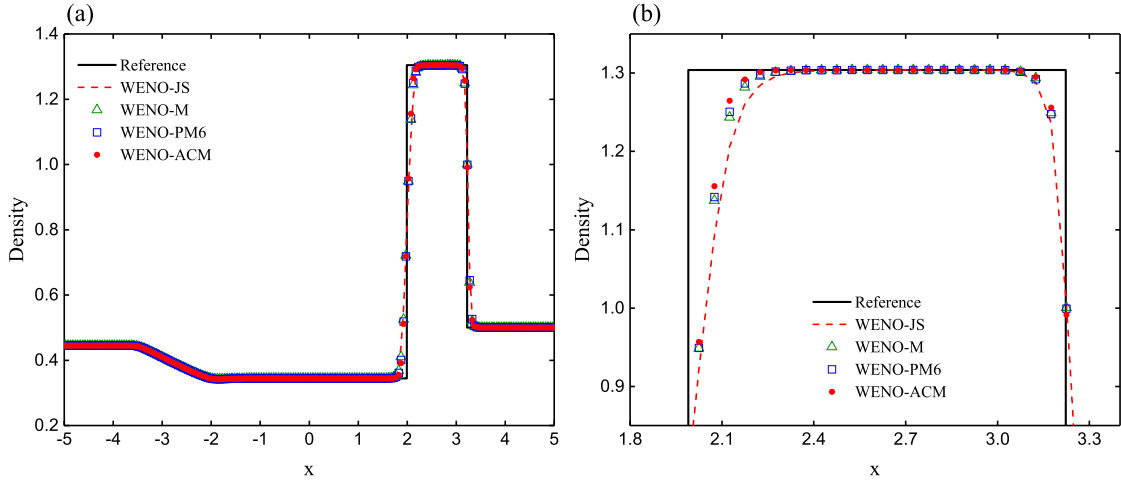 (a)
1.4
1.2
1.0
0.8
0.6
0.4
0.2
Density
Reference
WENO-JS
WENO-M
WENO-PM6
WENO-ACM
-5 -4 -3 -2 -1 0 1 2 3 4 5
x
(b)
1.3
1.2
1.1
1.0
0.9
Density
Reference
WENO-JS
WENO-M
WENO-PM6
WENO-ACM
1.8 2.1 2.4 2.7 3.0 3.3
x